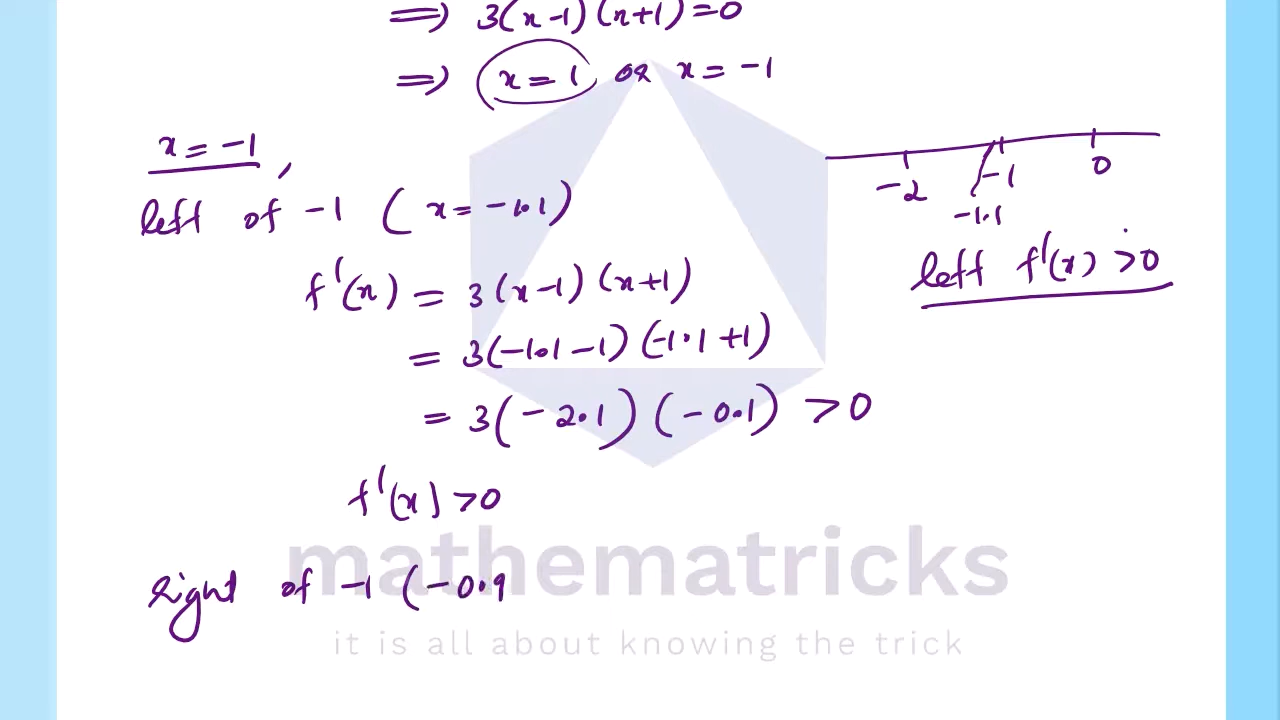 ⇒ 3(x-1)(x+1)=0
⇒ x = 1 or x = -1
x = -1,
-2 -1 0
-1.1
left of -1 (x = -1.1)
left f'(x) > 0
f'(x) = 3(x-1)(x+1)
= 3(-1.1-1)(-1.1+1)
= 3(-2.1)(-0.1) > 0
f'(x) > 0
mathematricks
right of -1 (-0.9
it is all about knowing the trick